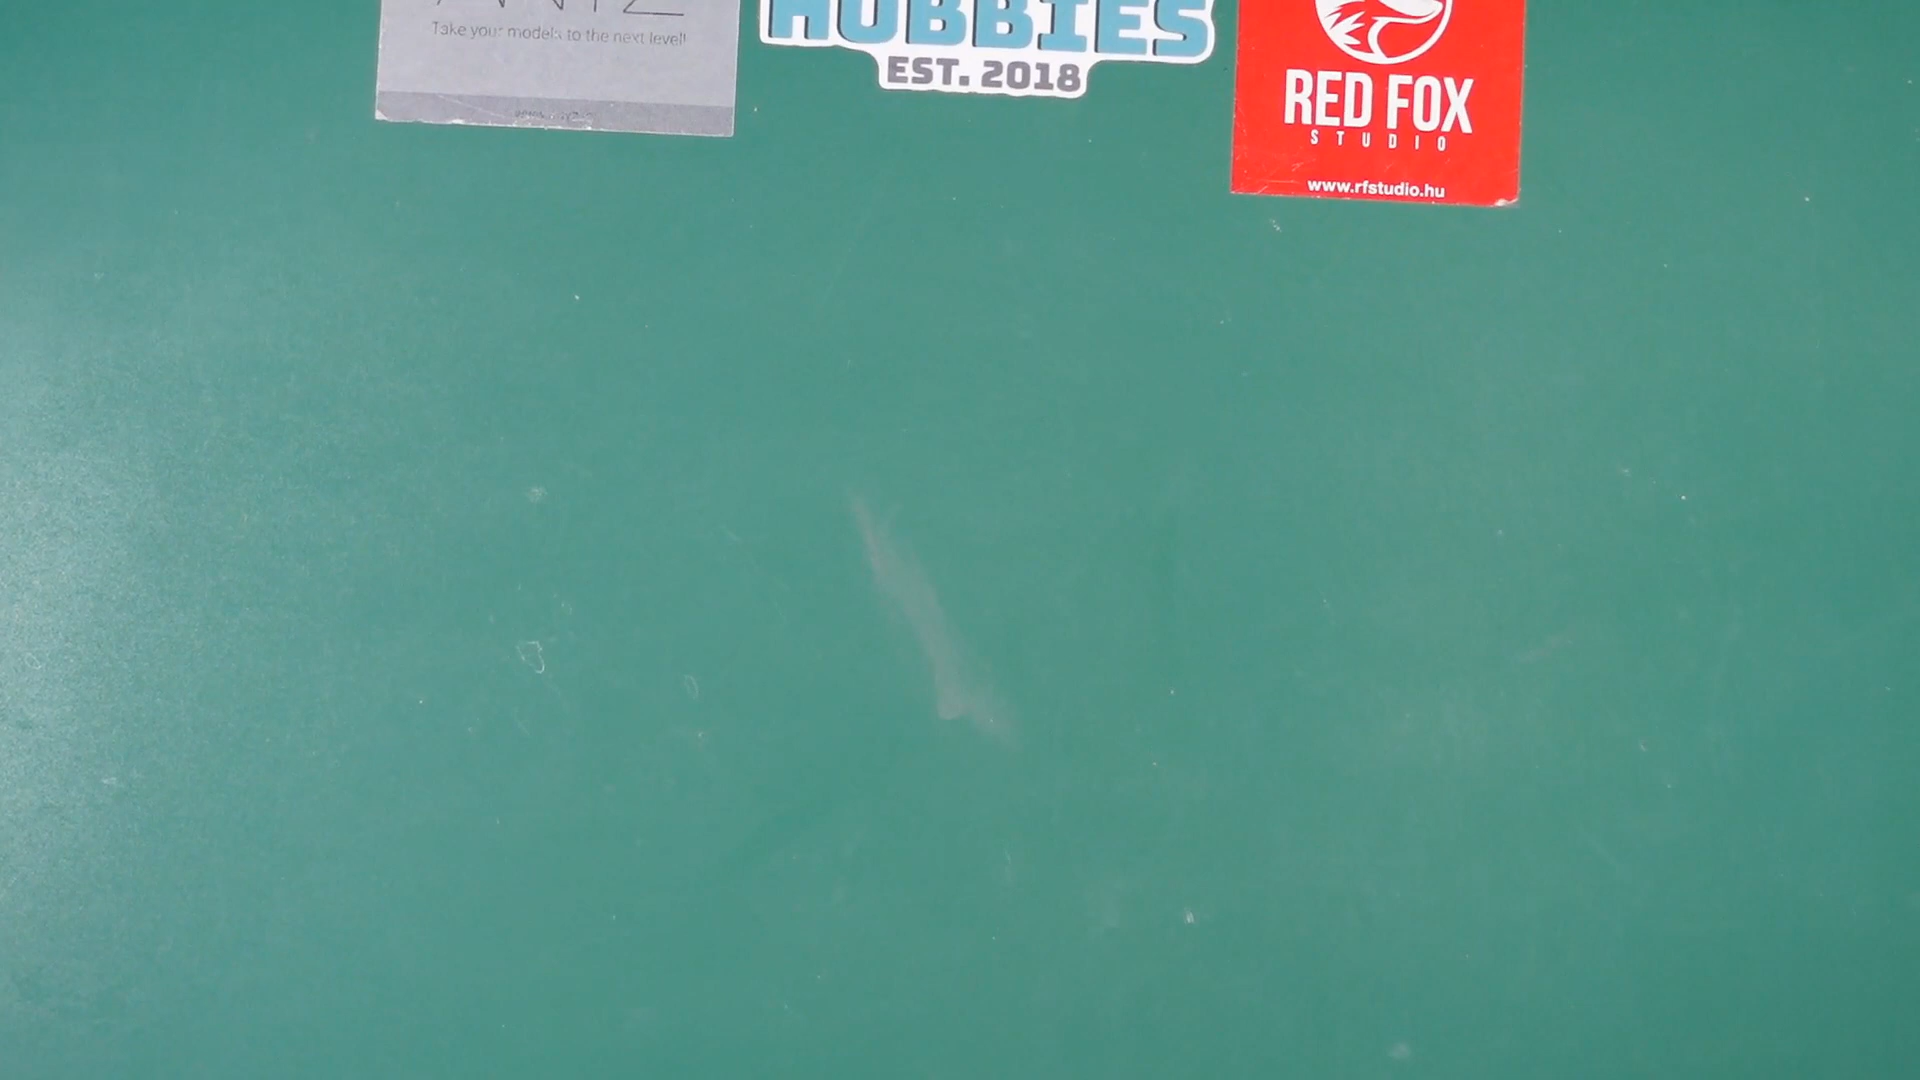 Take your models to the next level!
HOBBIES
EST. 2018
RED FOX
STUDIO
www.rfstudio.hu